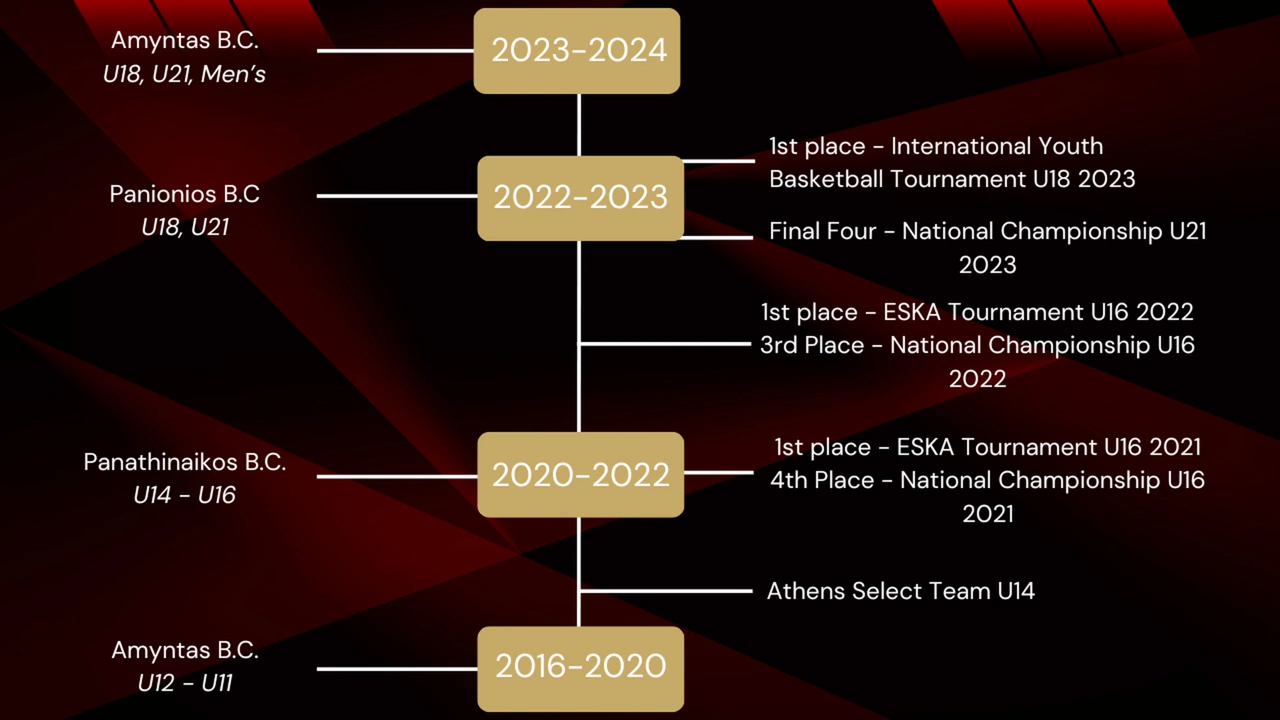 Amyntas B.C.
U18, U21, Men's
2023-2024
Panionios B.C
U18, U21
2022-2023
1st place - International Youth
Basketball Tournament U18 2023
Final Four - National Championship U21
2023
1st place - ESKA Tournament U16 2022
3rd Place - National Championship U16
2022
Panathinaikos B.C.
U14 - U16
2020-2022
1st place - ESKA Tournament U16 2021
4th Place - National Championship U16
2021
Athens Select Team U14
Amyntas B.C.
U12 - U11
2016-2020